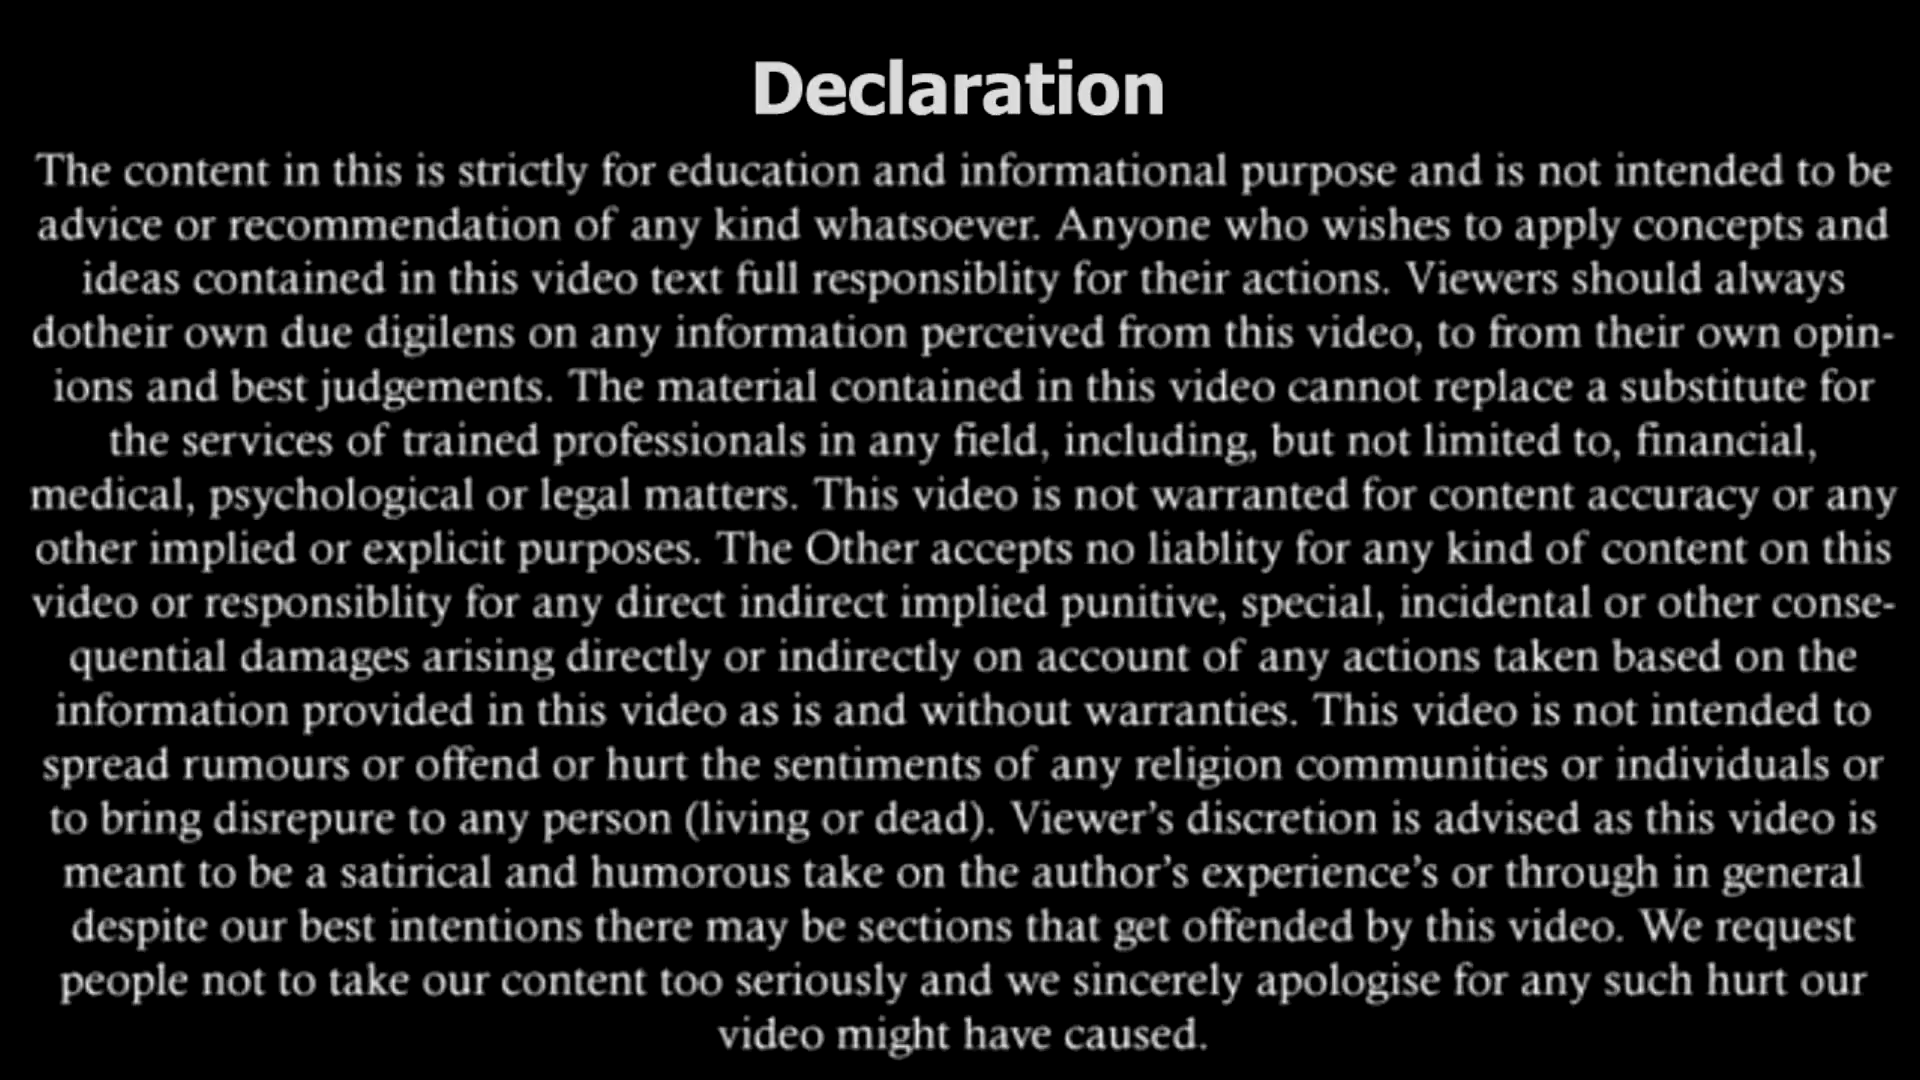 Declaration
The content in this is strictly for education and informational purpose and is not intended to be
advice or recommendation of any kind whatsoever. Anyone who wishes to apply concepts and
ideas contained in this video text full responsiblity for their actions. Viewers should always
dotheir own due digilens on any information perceived from this video, to from their own opin-
ions and best judgements. The material contained in this video cannot replace a substitute for
the services of trained professionals in any field, including, but not limited to, financial,
medical, psychological or legal matters. This video is not warranted for content accuracy or any
other implied or explicit purposes. The Other accepts no liablity for any kind of content on this
video or responsiblity for any direct indirect implied punitive, special, incidental or other conse-
quential damages arising directly or indirectly on account of any actions taken based on the
information provided in this video as is and without warranties. This video is not intended to
spread rumours or offend or hurt the sentiments of any religion communities or individuals or
to bring disrepure to any person (living or dead). Viewer's discretion is advised as this video is
meant to be a satirical and humorous take on the author's experience's or through in general
despite our best intentions there may be sections that get offended by this video. We request
people not to take our content too seriously and we sincerely apologise for any such hurt our
video might have caused.